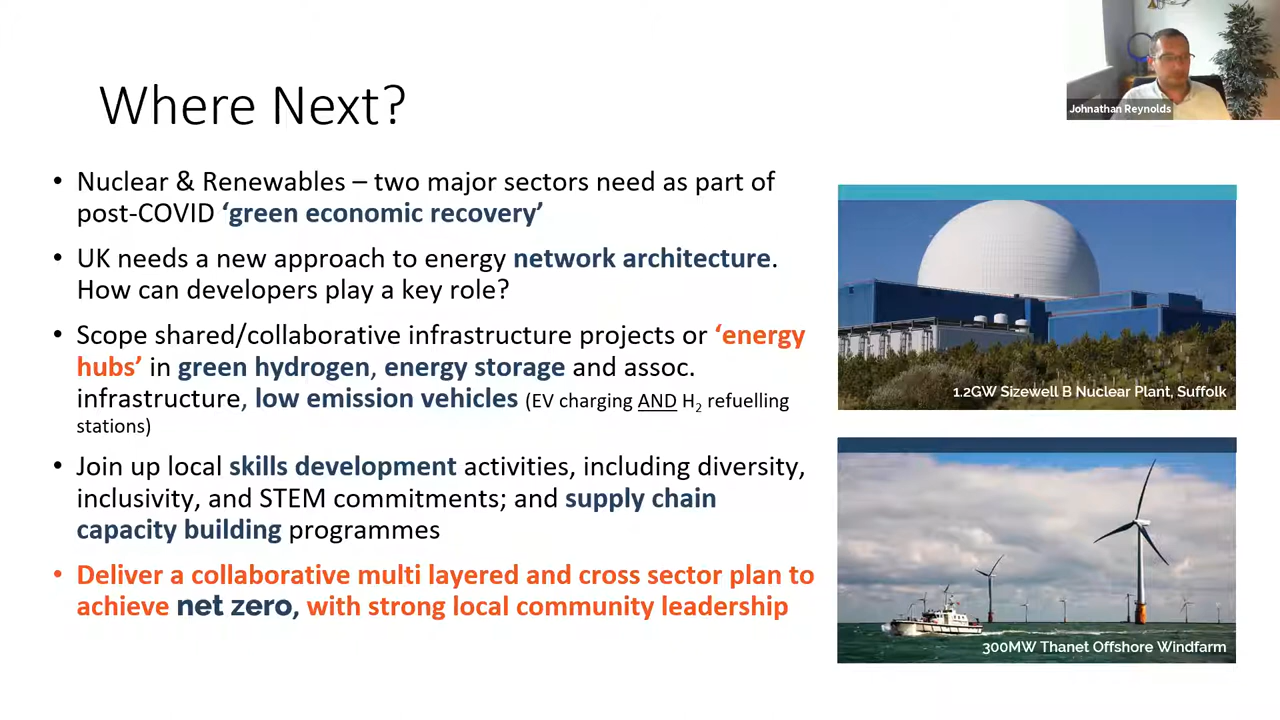 Where Next?
Johnathan Reynolds
• Nuclear & Renewables – two major sectors need as part of
post-COVID ‘green economic recovery’
• UK needs a new approach to energy network architecture.
How can developers play a key role?
• Scope shared/collaborative infrastructure projects or ‘energy
hubs’ in green hydrogen, energy storage and assoc.
infrastructure, low emission vehicles (EV charging AND H₂ refuelling
stations)
• Join up local skills development activities, including diversity,
inclusivity, and STEM commitments; and supply chain
capacity building programmes
• Deliver a collaborative multi layered and cross sector plan to
achieve net zero, with strong local community leadership
1.2GW Sizewell B Nuclear Plant, Suffolk
300MW Thanet Offshore Windfarm